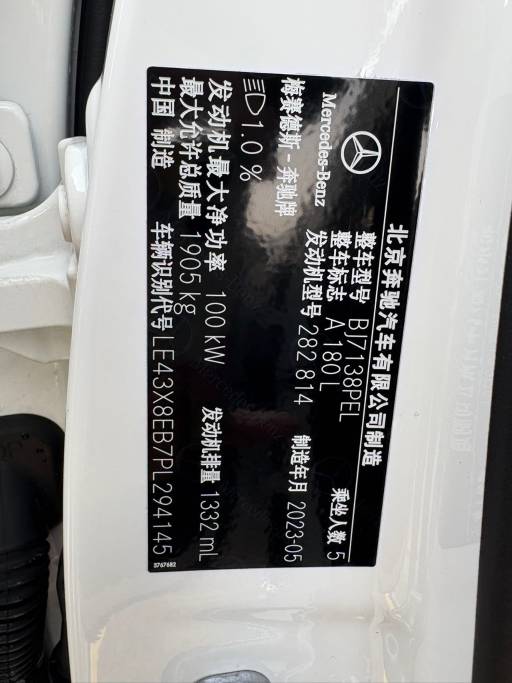 北京奔驰汽车有限公司制造
Mercedes-Benz
梅赛德斯-奔驰牌
整车型号 BJ7138PEL
乘坐人数 5
整车标志 A 180 L
发动机型号 282 814
制造年月 2023-05
1.0 %
发动机最大净功率 100 kW
发动机排量 1332 mL
最大允许总质量 1905 kg
中国 制造
车辆识别代号 LE43X8EB7PL294145
3767682